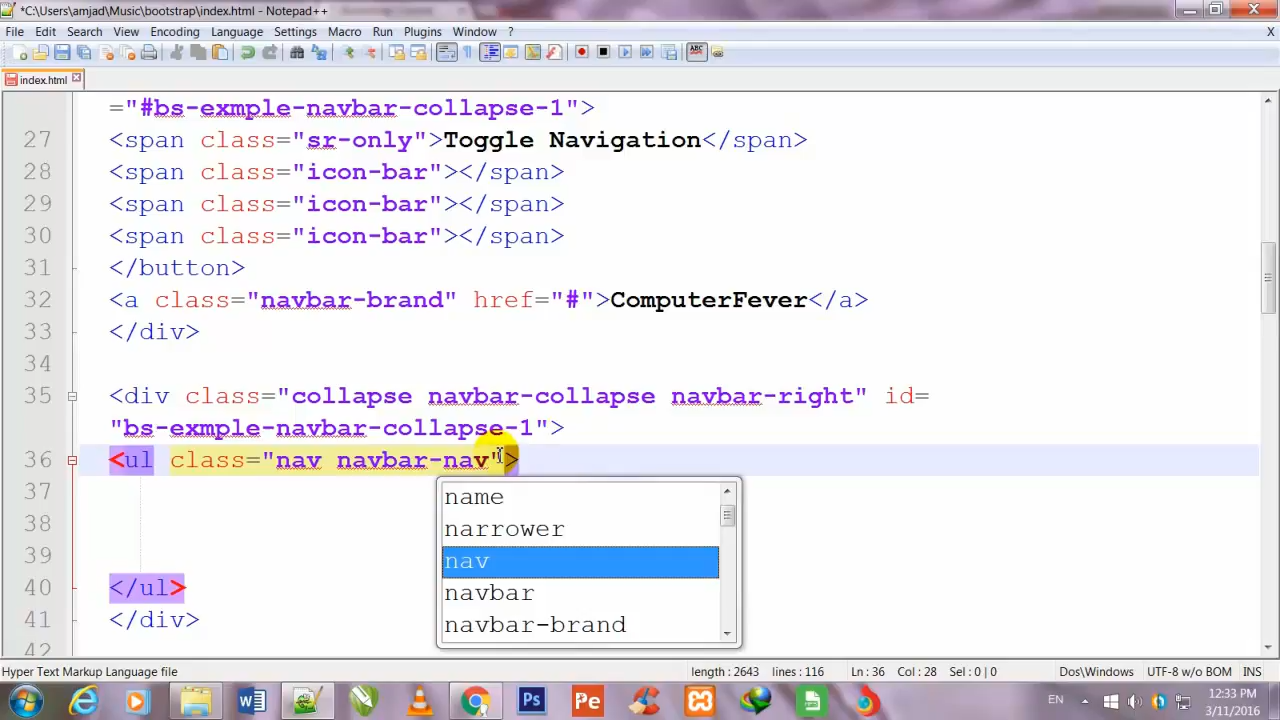 *C:\Users\amjad\Music\bootstrap\index.html - Notepad++
File Edit Search View Encoding Language Settings Macro Run Plugins Window ? X
index.html
="#bs-exmple-navbar-collapse-1">
27 <span class="sr-only">Toggle Navigation</span>
28 <span class="icon-bar"></span>
29 <span class="icon-bar"></span>
30 <span class="icon-bar"></span>
31 </button>
32 <a class="navbar-brand" href="#">ComputerFever</a>
33 </div>
34
35 <div class="collapse navbar-collapse navbar-right" id=
"bs-exmple-navbar-collapse-1">
36 <ul class="nav navbar-nav">
37
name
38
narrower
39
nav
40 </ul>
navbar
41 </div>
navbar-brand
42
Hyper Text Markup Language file length : 2643 lines : 116 Ln : 36 Col : 28 Sel : 0 | 0 Dos\Windows UTF-8 w/o BOM INS
W Ps Pe EN 12:33 PM
3/11/2016